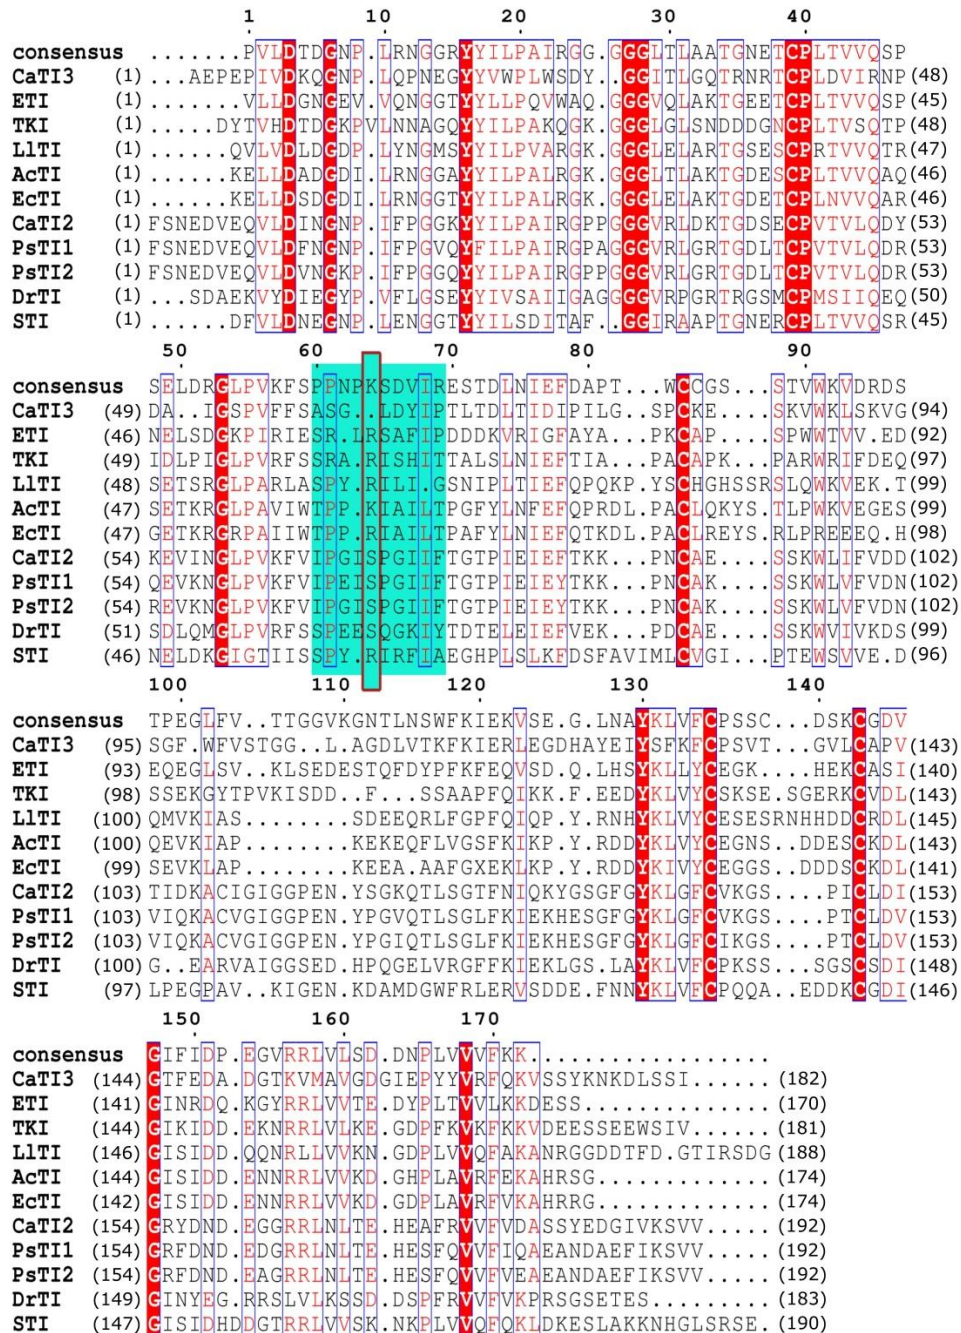 1 10 20 30 40
consensus .......PVLDTDGNP.LRNGGRYYILPAIRGG.GGGLTLAATGNETCPLTVVQSP
CaTI3 (1) ...AEPEPIVDKQGNP.LQPNEGYYVWPLWSDY..GGITLGQTRNRTCPLDVIRNP(48)
ETI (1) .......VLLDGNGEV.VQNGGTYYLLPQVWAQ.GGGVQLAKTGEETCPLTVVQSP(45)
TKI (1) .....DYTVHDTDGKPVLNNAGQYYILPAKQGK.GGGLGLSNDDDGNCPLTVSQTP(48)
LlTI (1) ......QVLVDLDGDP.LYNGMSYYILPVARGK.GGGLELARTGSESCPRTVVQTR(47)
AcTI (1) ......KELLDADGDI.LRNGGAYYILPALRGK.GGGLTLAKTGDESCPLTVVQAQ(46)
EcTI (1) ......KELLDSDGDI.LRNGGTYYILPALRGK.GGGLELAKTGDETCPLNVVQAR(46)
CaTI2 (1) FSNEDVEQVLDINGNP.IFPGGKYYILPAIRGPPGGGVRLDKTGDSECPVTVLQDY(53)
PsTI1 (1) FSNEDVEQVLDFNGNP.IFPGVQYFILPAIRGPAGGGVRLGRTGDLTCPVTVLQDR(53)
PsTI2 (1) FSNEDVEQVLDVNGKP.IFPGGQYYILPAIRGPPGGGVRLGRTGDLTCPVTVLQDR(53)
DrTI (1) ...SDAEKVYDIEGYP.VFLGSEYYIVSAIIGAGGGGVRPGRTRGSMCPMSIIQEQ(50)
STI (1) ......DFVLDNEGNP.LENGGTYYILSDITAF..GGIRAAPTGNERCPLTVVQSR(45)
50 60 70 80 90
consensus SELDRGLPVKFSPPNPKSDVIRESTDLNIEFDAPT...WCCGS...STVWKVDRDS
CaTI3 (49) DA..IGSPVFFSASG..LDYIPTLTDLTIDIPILG...SPCKE...SKVWKLSKVG(94)
ETI (46) NELSDGKPIRIESR.LRSAFIPDDDKVRIGFAYA...PKCAP...SPWWTVV.ED(92)
TKI (49) IDLPIGLPVRFSSRA.RISHITTALSLNIEFTIA...PACAPK...PARWRIFDEQ(97)
LlTI (48) SETSRGLPARLASPY.RILI.GSNIPLTIEFQPQKP.YSCHGHSSRSLQWKVEK.T(99)
AcTI (47) SETKRGLPAVIWTPP.KIAILTPGFYLNFEFQPRDL.PACLQKYS.TLPWKVEGES(99)
EcTI (47) GETKRGRPAIIWTPP.RIAILTPAFYLNIEFQTKDL.PACLREYS.RLPREEEQ.H(98)
CaTI2 (54) KEVINGLPVKFVTPGISPGIIFTGTPIEIEFTKK...PNCAE...SSKWLIFVDD(102)
PsTI1 (54) QEVKNGLPVKFVIPEISPGIIFTGTPIEIEYTKK...PNCAK...SSKWLVFVDN(102)
PsTI2 (54) REVKNGLPVKFVIPGISPGIIFTGTPIEIEYTKK...PNCAK...SSKWLVFVDN(102)
DrTI (51) SDLQMGLPVRFSSPEESQGKIYTDTELEIEFVEK...PDCAE...SSKWVIVKDS(99)
STI (46) NELDKGIGTIISSPY.RIRFIAEGHPLSLKFDSFAVIMLCVGI...PTEWSVVE.D(96)
100 110 120 130 140
consensus TPEGLFV..TTGGVKGNTLNSWFKIEKVSE.G.LNAYKLVFCPSSC...DSKCGDV
CaTI3 (95) SGF.WFVSTGG..L.AGDLVTKFKIERLEGDHAYEIYSFKFCPSVT...GVLCAPV(143)
ETI (93) EQEGLSV..KLSEDESTQFDYPFKFEQVSD.Q.LHSYKLLYCEGK....HEKCASI(140)
TKI (98) SSEKGYTPVKISDD..F...SSAAPFQIKK.F.EEDYKLVYCSKSE.SGERKCVDL(143)
LlTI (100) QMVKIAS........SDEEQRLFGPFQIQP.Y.RNHYKLVYCESESRNHHDDCRDL(145)
AcTI (100) QEVKIAP........KEKEQFLVGSFKIKP.Y.RDDYKLVYCEGNS..DDESCKDL(143)
EcTI (99) SEVKLAP........KEEA.AAFGXEKLKP.Y.RDDYKIVYCEGGS..DDDSCKDL(141)
CaTI2 (103) TIDKACIGIGGPEN.YSGKQTLSGTFNIQKYGSGFGYKLGFCVKGS....PICLDI(153)
PsTI1 (103) VIQKACVGIGGPEN.YPGVQTLSGLFKIEKHESGFGYKLGFCVKGS....PTCLDV(153)
PsTI2 (103) VIQKACVGIGGPEN.YPGIQTLSGLFKIEKHESGFGYKLGFCIKGS....PTCLDV(153)
DrTI (100) G..EARVAIGGSED.HPQGELVRGFFKIEKLGS.LAYKLVFCPKSS...SGSCSDI(148)
STI (97) LPEGPAV..KIGEN.KDAMDGWFRLERVSDDE.FNNYKLVFCPQQA..EDDKCGDI(146)
150 160 170
consensus GIFIDP.EGVRRLVLSD.DNPLVVVFKK................
CaTI3 (144) GTFEDA.DGTKVMAVGDGIEPYYVRFQKVSSYKNKDLSSI......(182)
ETI (141) GINRDQ.KGYRRLVVTE.DYPLTVVLKKDESS............(170)
TKI (144) GIKIDD.EKNRRLVLKE.GDPFKVKFKKVDEESSEEWSIV.....(181)
LlTI (146) GISIDD.QQNRLLVVKN.GDPLVVQFAKANRGGDDTFD.GTIRSDG(188)
AcTI (144) GISIDD.ENNRRLVVKD.GHPLAVRFEKAHRSG............(174)
EcTI (142) GISIDD.ENNRRLVVKD.GDPLAVRFVKAHRRG............(174)
CaTI2 (154) GRYDND.EGGRRLNLTE.HEAFRVVFVDASSYEDGIVKSVV.....(192)
PsTI1 (154) GRFDND.EDGRRLNLTE.HESFQVVFIQAEANDAEFIKSVV.....(192)
PsTI2 (154) GRFDND.EAGRRLNLTE.HESFQVVFVEAEANDAEFIKSVV.....(192)
DrTI (149) GINYEG.RRSLVLKSSD.DSPFRVVFVKPRSGSETES.........(183)
STI (147) GISIDHDDGTRRLVVSK.NKPLVVQFQKLDKESLAKKNHGLSRSE.(190)